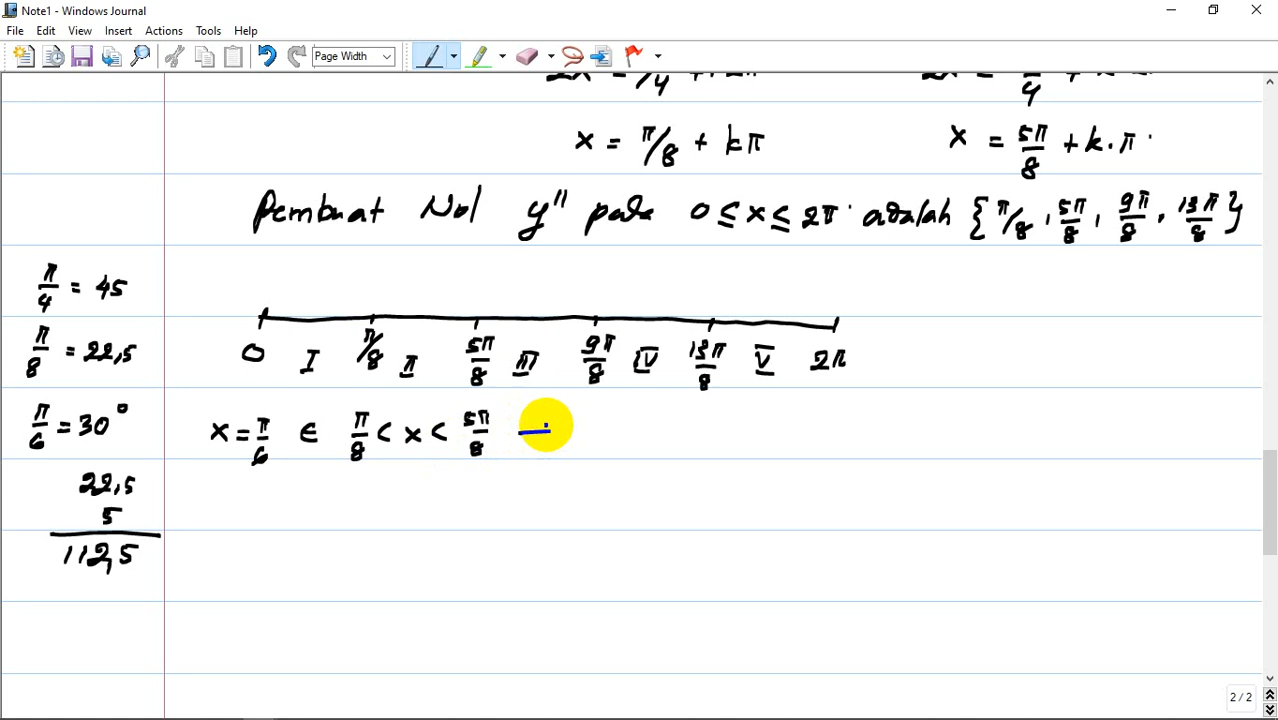 Note1 - Windows Journal
File Edit View Insert Actions Tools Help
Page Width
x = π/8 + kπ
x = 5π/8 + k.π
Pembuat Nol y" pada 0 ≤ x ≤ 2π adalah {π/8, 5π/8, 9π/8, 13π/8}
π/4 = 45
π/8 = 22,5
0 I π/8 II 5π/8 III 9π/8 IV 13π/8 V 2π
π/6 = 30°
x = π/6 ∈ π/8 < x < 5π/8
22,5
5
112,5
2/2